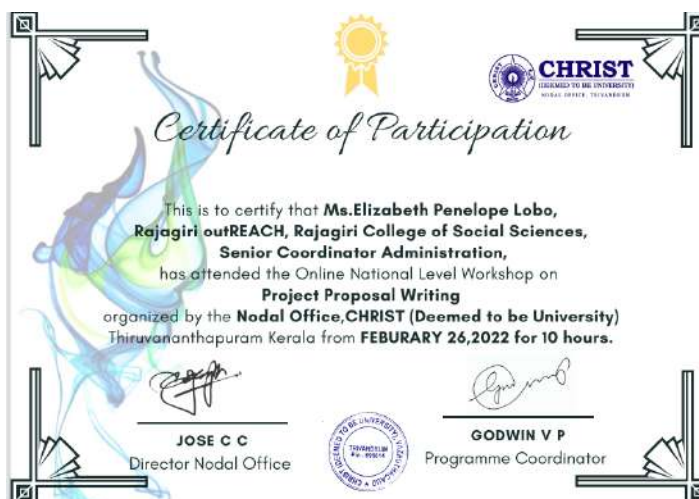 CHRIST
(DEEMED TO BE UNIVERSITY)
NODAL OFFICE, TRIVANDRUM
Certificate of Participation
This is to certify that Ms.Elizabeth Penelope Lobo,
Rajagiri outREACH, Rajagiri College of Social Sciences,
Senior Coordinator Administration,
has attended the Online National Level Workshop on
Project Proposal Writing
organized by the Nodal Office,CHRIST (Deemed to be University)
Thiruvananthapuram Kerala from FEBURARY 26,2022 for 10 hours.
JOSE C C
Director Nodal Office
GODWIN V P
Programme Coordinator